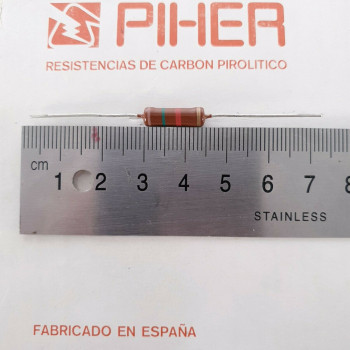 PIHER
RESISTENCIAS DE CARBON PIROLITICO
cm
1 2 3 4 5 6 7 8
STAINLESS
FABRICADO EN ESPAÑA